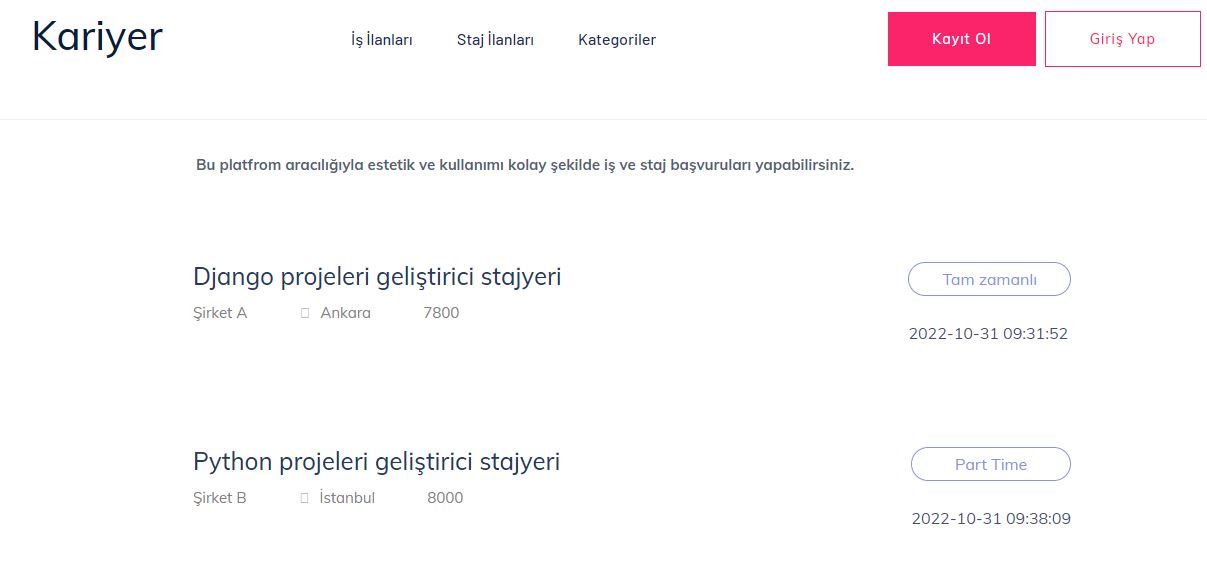 Kariyer
İş İlanları Staj İlanları Kategoriler
Kayıt Ol Giriş Yap
Bu platfrom aracılığıyla estetik ve kullanımı kolay şekilde iş ve staj başvuruları yapabilirsiniz.
Django projeleri geliştirici stajyeri
Tam zamanlı
Şirket A Ankara 7800
2022-10-31 09:31:52
Python projeleri geliştirici stajyeri
Part Time
Şirket B İstanbul 8000
2022-10-31 09:38:09